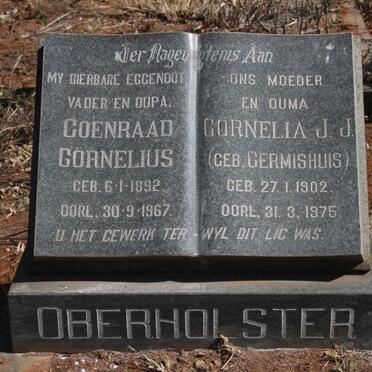 Ter Nagedagtenis Aan
MY DIERBARE EGGENOOT
VADER EN OUPA.
COENRAAD
CORNELIUS
GEB. 6-1-1892.
OORL. 30-9-1967.
ONS MOEDER
EN OUMA
CORNELIA J. J.
(GEB. GERMISHUIS)
GEB. 27.1.1902.
OORL. 31.3.1975.
U HET GEWERK TER-WYL DIT LIG WAS.
OBERHOLSTER